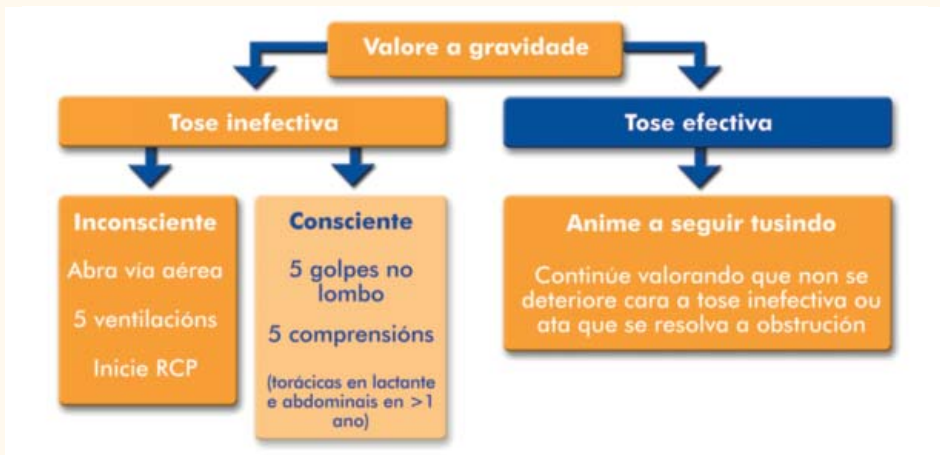 Valore a gravidade
Tose inefectiva
Tose efectiva
Inconsciente
Abra vía aérea
5 ventilacións
Inicie RCP
Consciente
5 golpes no
lombo
5 comprensións
(torácicas en lactante
e abdominais en >1
ano)
Anime a seguir tusindo
Continúe valorando que non se
deteriore cara a tose inefectiva ou
ata que se resolva a obstrución